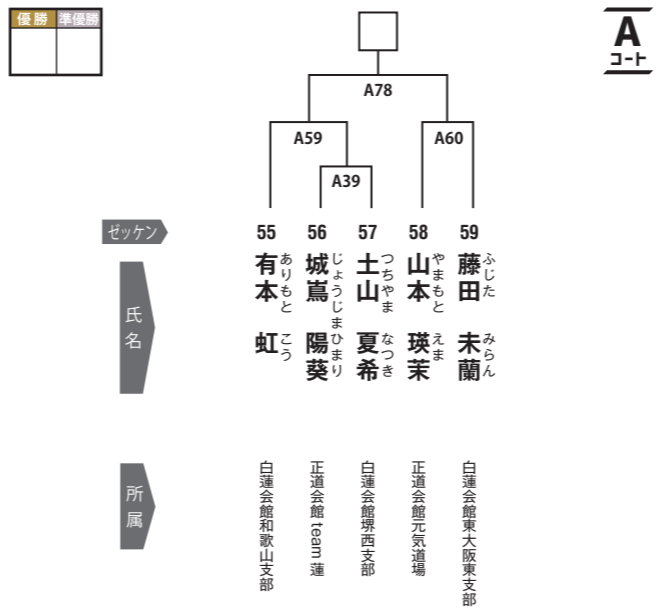 優勝 準優勝
A
コート
A78
A59 A60
A39
ゼッケン
55 56 57 58 59
氏名
有本 虹
ありもと こう
城嶌 陽葵
じょうじま ひまり
土山 夏希
つちやま なつき
山本 瑛茉
やまもと えま
藤田 未蘭
ふじた みらん
所属
白蓮会館和歌山支部
正道会館 team 蓮
白蓮会館堺西支部
正道会館元気道場
白蓮会館東大阪東支部